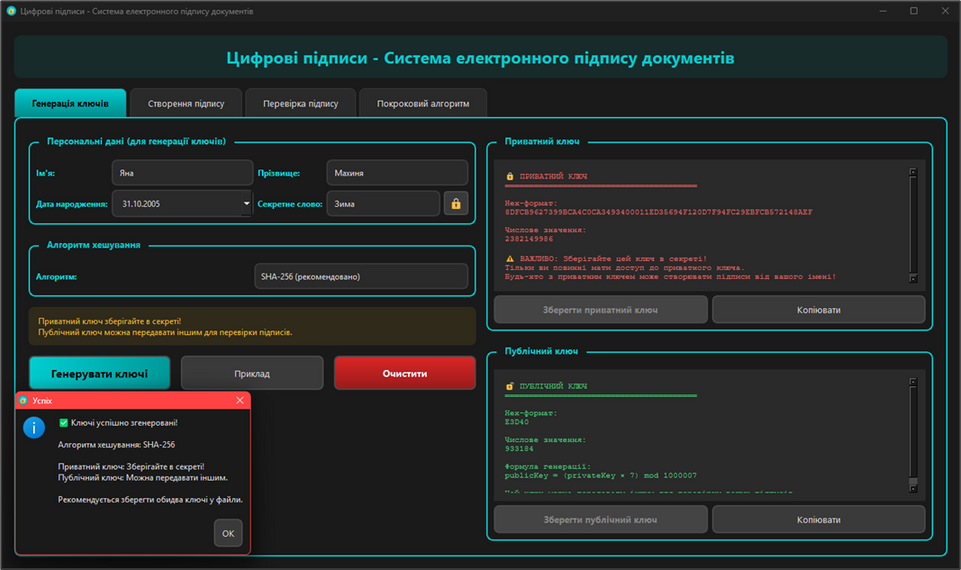 Цифрові підписи - Система електронного підпису документів
Цифрові підписи - Система електронного підпису документів
Генерація ключів
Створення підпису
Перевірка підпису
Покроковий алгоритм
Персональні дані (для генерації ключів)
Ім'я:
Яна
Прізвище:
Махиня
Дата народження:
31.10.2005
Секретне слово:
Зима
Алгоритм хешування
Алгоритм:
SHA-256 (рекомендовано)
Приватний ключ зберігайте в секреті!
Публічний ключ можна передавати іншим для перевірки підписів.
Генерувати ключі
Приклад
Очистити
Успіх
Ключі успішно згенеровані!
Алгоритм хешування: SHA-256
Приватний ключ: Зберігайте в секреті!
Публічний ключ: Можна передавати іншим.
Рекомендується зберегти обидва ключі у файли.
OK
Приватний ключ
ПРИВАТНИЙ КЛЮЧ
Hex-формат:
8DFCB9627399BCA4C0CA3493400011ED35694F120D7F94FC29EBFCB572148AEF
Числове значення:
2382149986
ВАЖЛИВО: Зберігайте цей ключ в секреті!
Тільки ви повинні мати доступ до приватного ключа.
Будь-хто з приватним ключем може створювати підписи від вашого імені!
Зберегти приватний ключ
Копіювати
Публічний ключ
ПУБЛІЧНИЙ КЛЮЧ
Hex-формат:
E3D40
Числове значення:
933184
Формула генерації:
publicKey = (privateKey * 7) mod 1000007
Зберегти публічний ключ
Копіювати